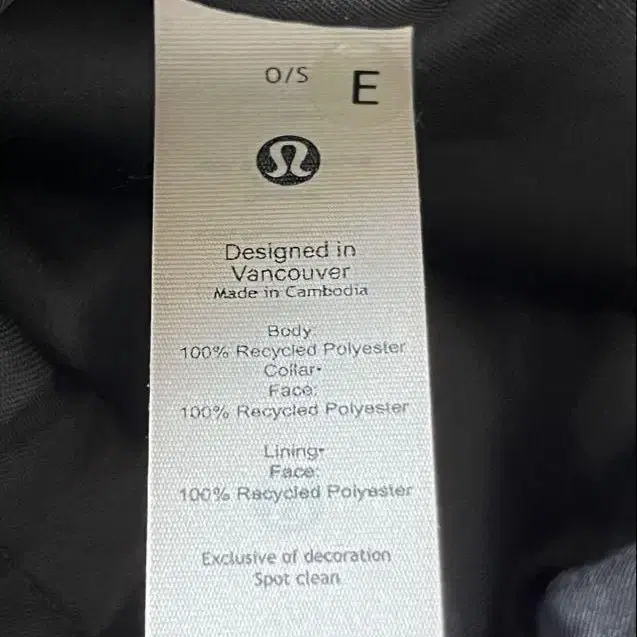 O/S
E
Designed in
Vancouver
Made in Cambodia
Body:
100% Recycled Polyester
Collar:
Face:
100% Recycled Polyester
Lining:
Face:
100% Recycled Polyester
Exclusive of decoration
Spot clean